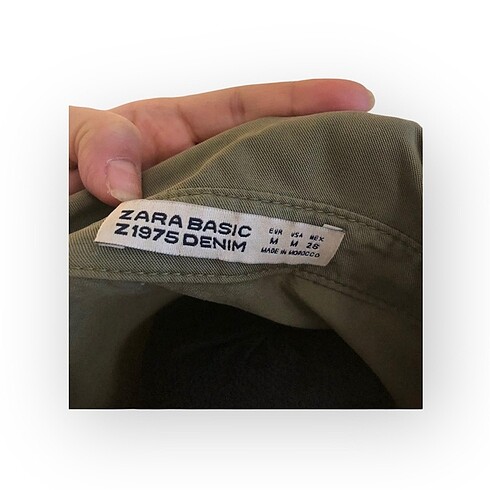 ZARA BASIC
Z1975 DENIM
EUR USA MEX
M M 28
MADE IN MOROCCO